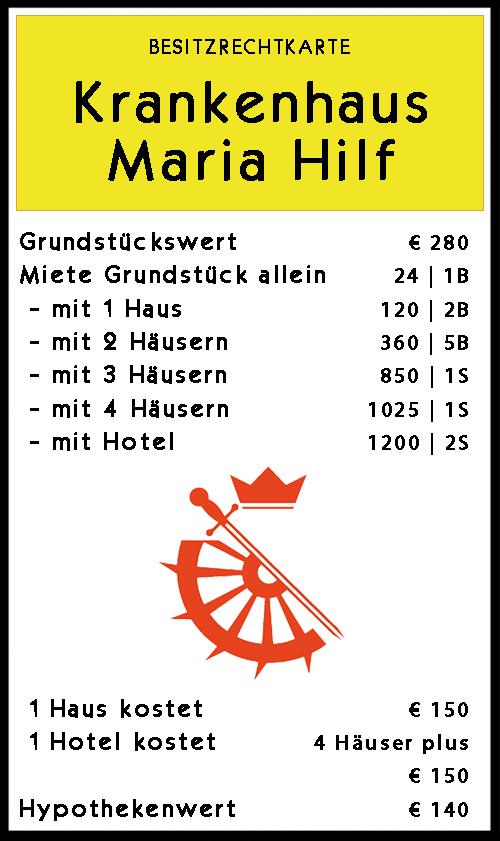 BESITZRECHTKARTE
Krankenhaus
Maria Hilf
Grundstückswert € 280
Miete Grundstück allein 24 | 1B
- mit 1 Haus 120 | 2B
- mit 2 Häusern 360 | 5B
- mit 3 Häusern 850 | 1S
- mit 4 Häusern 1025 | 1S
- mit Hotel 1200 | 2S
1 Haus kostet € 150
1 Hotel kostet 4 Häuser plus
€ 150
Hypothekenwert € 140